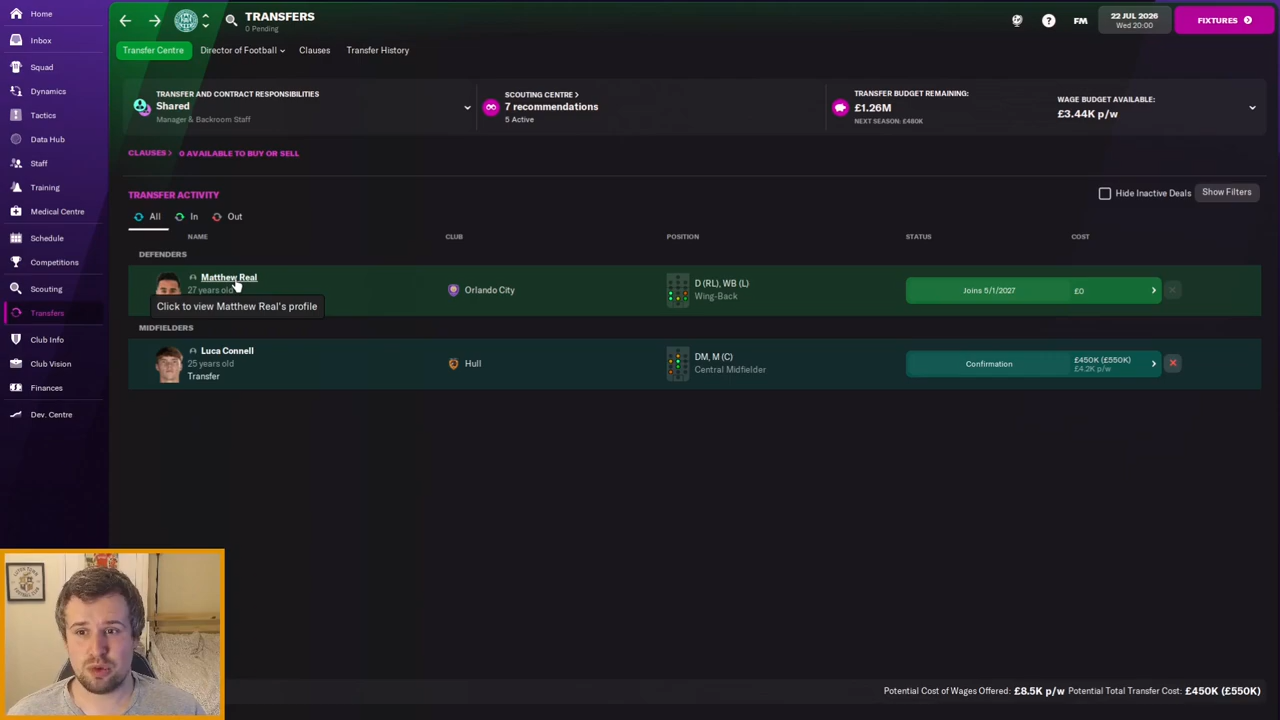 Home
Inbox
Squad
Dynamics
Tactics
Data Hub
Staff
Training
Medical Centre
Schedule
Competitions
Scouting
Transfers
Club Info
Club Vision
Finances
Dev. Centre
TRANSFERS
0 Pending
FM
22 JUL 2026
Wed 20:00
FIXTURES
Transfer Centre Director of Football Clauses Transfer History
TRANSFER AND CONTRACT RESPONSIBILITIES
Shared
Manager & Backroom Staff
SCOUTING CENTRE >
7 recommendations
5 Active
TRANSFER BUDGET REMAINING:
£1.26M
NEXT SEASON: £480K
WAGE BUDGET AVAILABLE:
£3.44K p/w
CLAUSES > 0 AVAILABLE TO BUY OR SELL
TRANSFER ACTIVITY
Hide Inactive Deals Show Filters
All In Out
NAME CLUB POSITION STATUS COST
DEFENDERS
Matthew Real
27 years old
Click to view Matthew Real's profile
Orlando City
D (RL), WB (L)
Wing-Back
Joins 5/1/2027 £0
MIDFIELDERS
Luca Connell
25 years old
Transfer
Hull
DM, M (C)
Central Midfielder
Confirmation
£450K (£550K)
£4.2K p/w
Potential Cost of Wages Offered: £8.5K p/w Potential Total Transfer Cost: £450K (£550K)